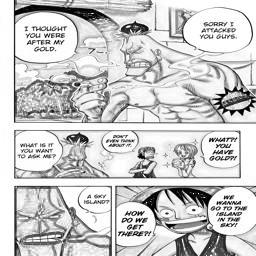 I THOUGHT
YOU WERE
AFTER MY
GOLD.
SORRY I
ATTACKED
YOU GUYS.
WHAT IS IT
YOU WANT
TO ASK ME?
DON'T
EVEN THINK
ABOUT IT.
WHAT?!
YOU
HAVE
GOLD?!
A SKY
ISLAND?
HOW
DO WE
GET
THERE?!
WE
WANNA
GO TO THE
ISLAND
IN THE
SKY!